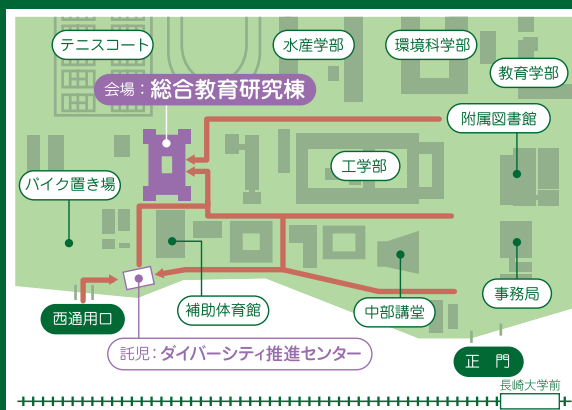 テニスコート
水産学部
環境科学部
教育学部
会場：総合教育研究棟
附属図書館
工学部
バイク置き場
事務局
補助体育館
中部講堂
西通用口
託児：ダイバーシティ推進センター
正　門
長崎大学前